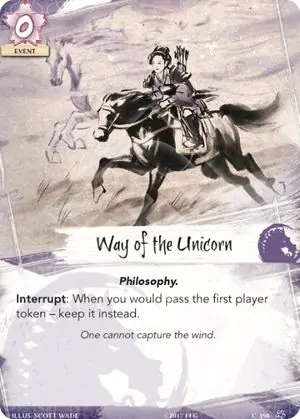 0
EVENT
Way of the Unicorn
Philosophy.
Interrupt: When you would pass the first player
token – keep it instead.
One cannot capture the wind.
ILLUS. SCOTT WADE © 2017 FFG C 198